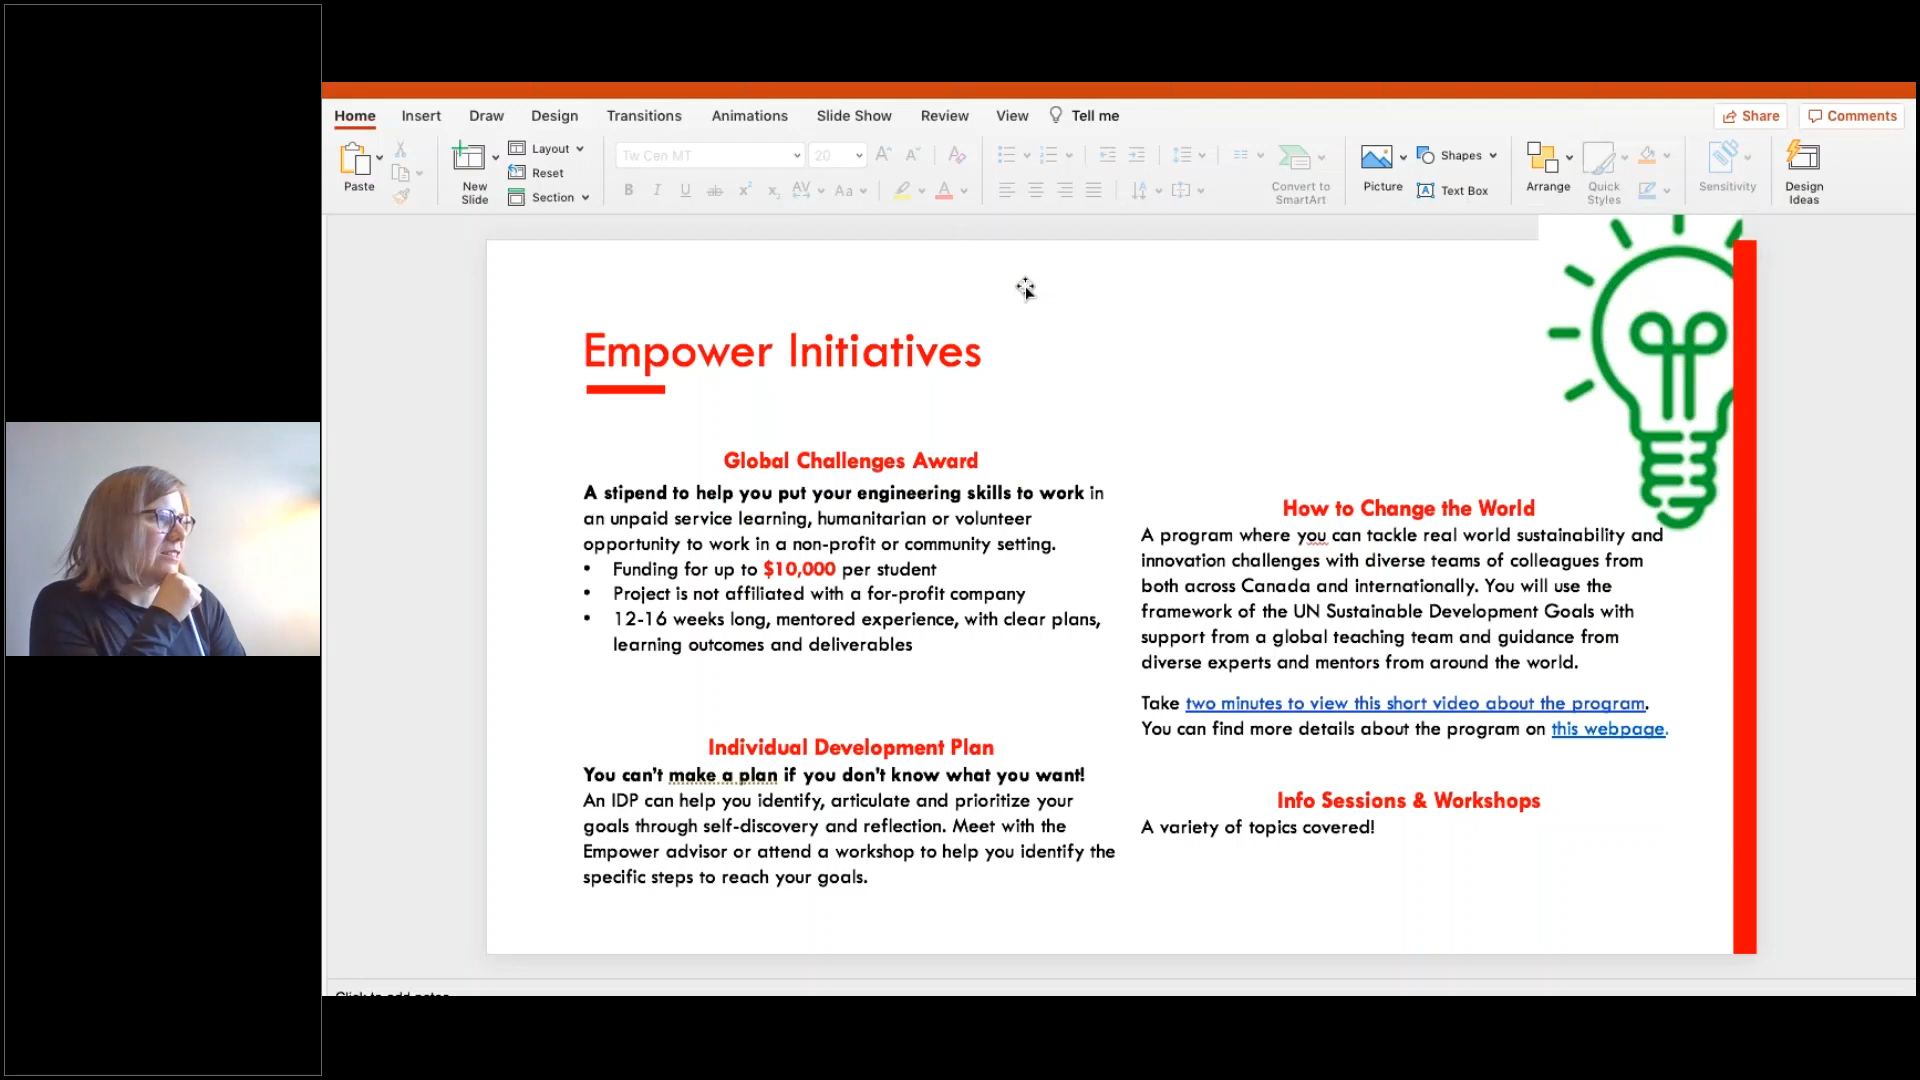 Home Insert Draw Design Transitions Animations Slide Show Review View Tell me Share Comments
Paste
New Slide
Layout
Reset
Section
Tw Cen MT 20
Convert to SmartArt
Picture
Shapes
Text Box
Arrange
Quick Styles
Sensitivity
Design Ideas
Empower Initiatives
Global Challenges Award
A stipend to help you put your engineering skills to work in
an unpaid service learning, humanitarian or volunteer
opportunity to work in a non-profit or community setting.
• Funding for up to $10,000 per student
• Project is not affiliated with a for-profit company
• 12-16 weeks long, mentored experience, with clear plans,
learning outcomes and deliverables
Individual Development Plan
You can't make a plan if you don't know what you want!
An IDP can help you identify, articulate and prioritize your
goals through self-discovery and reflection. Meet with the
Empower advisor or attend a workshop to help you identify the
specific steps to reach your goals.
How to Change the World
A program where you can tackle real world sustainability and
innovation challenges with diverse teams of colleagues from
both across Canada and internationally. You will use the
framework of the UN Sustainable Development Goals with
support from a global teaching team and guidance from
diverse experts and mentors from around the world.
Take two minutes to view this short video about the program.
You can find more details about the program on this webpage.
Info Sessions & Workshops
A variety of topics covered!
Click to add notes